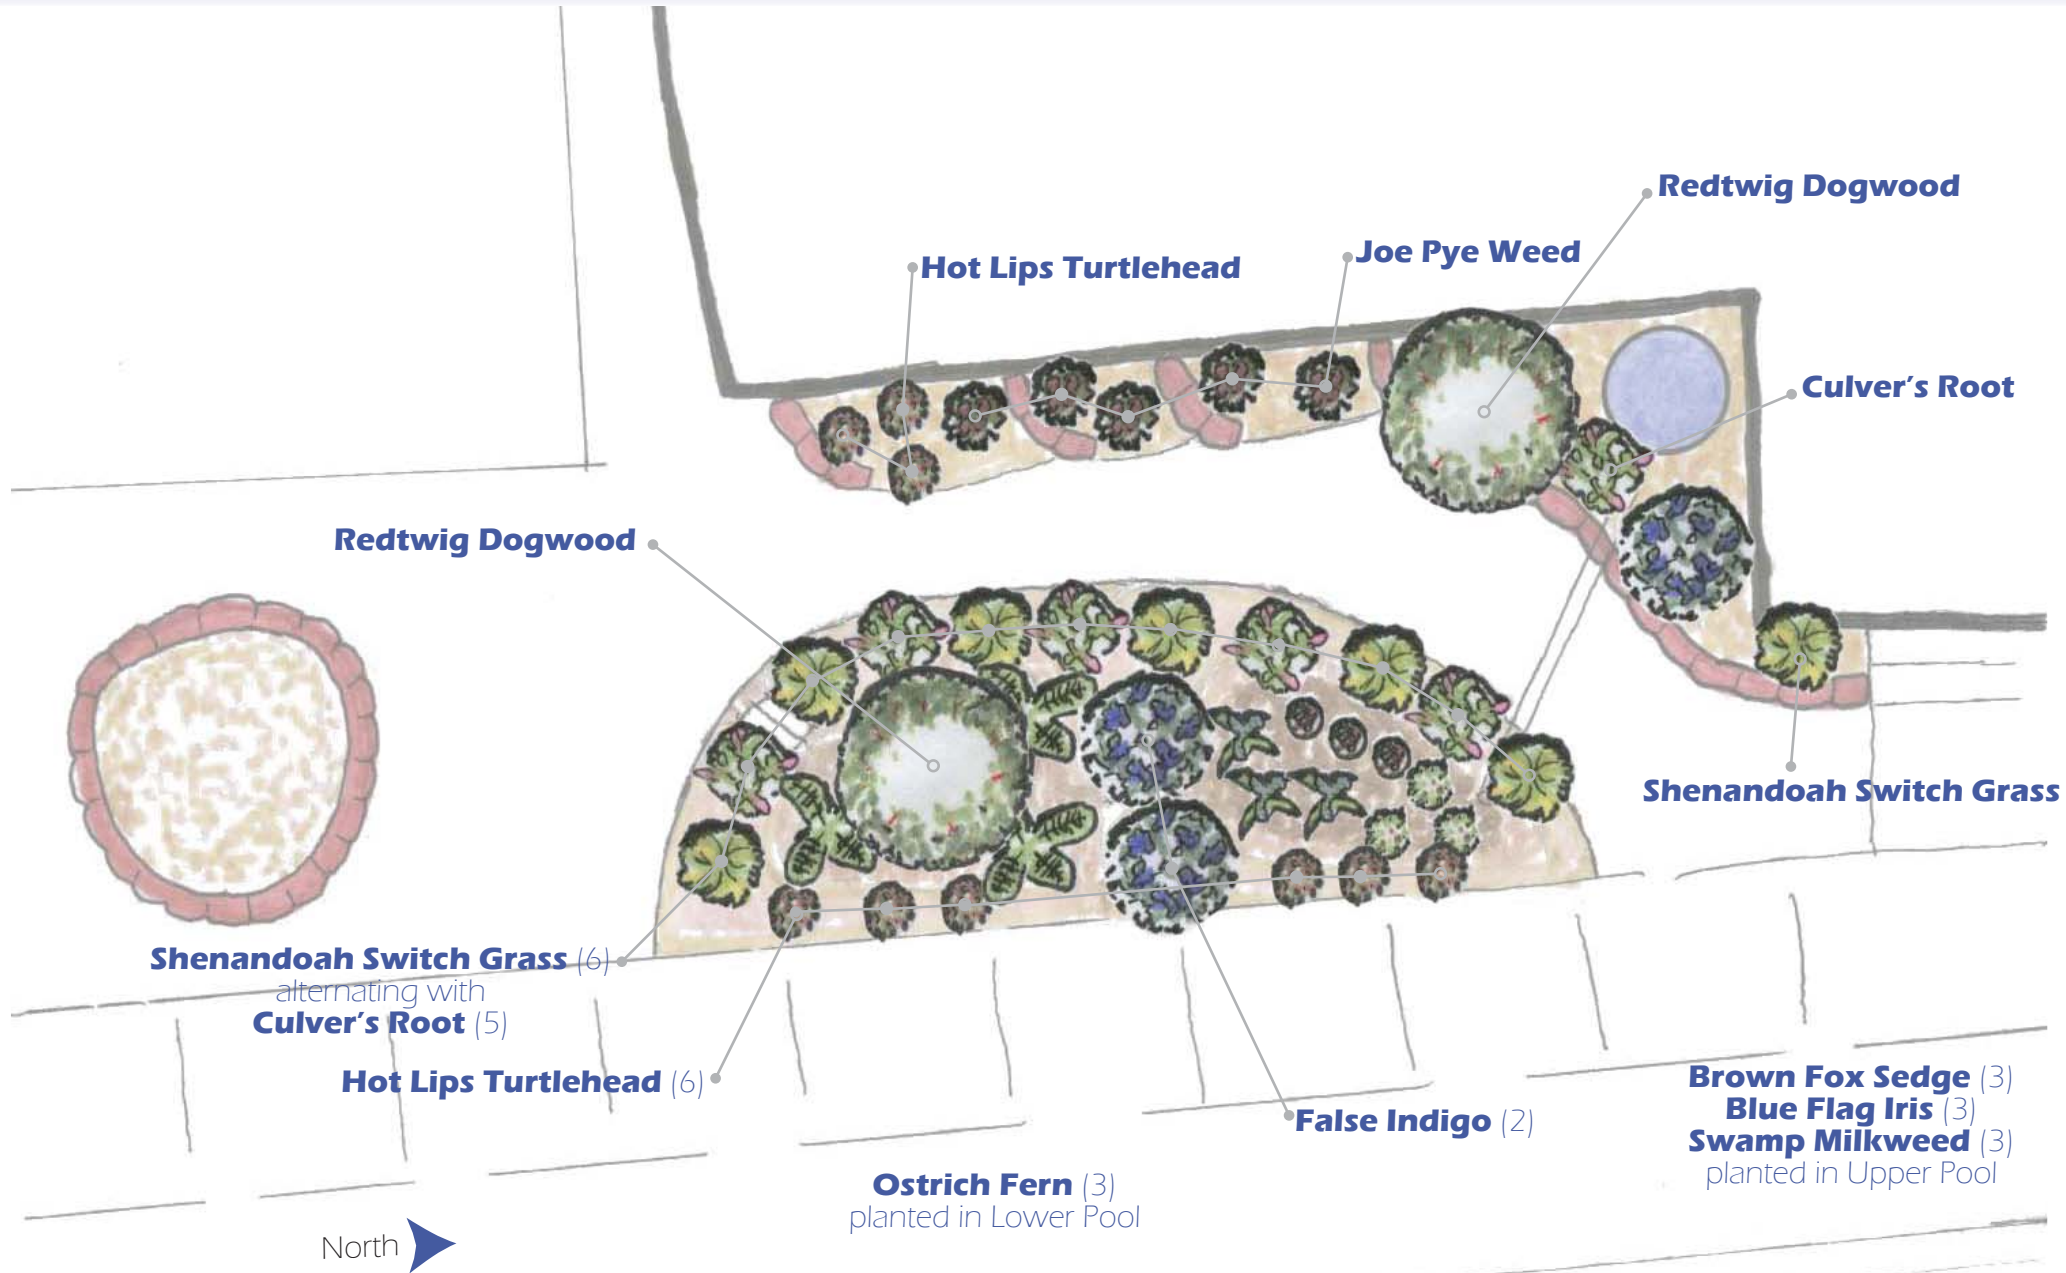 Redtwig Dogwood
Joe Pye Weed
Hot Lips Turtlehead
Culver's Root
Redtwig Dogwood
Shenandoah Switch Grass
Shenandoah Switch Grass (6)
alternating with
Culver's Root (5)
Hot Lips Turtlehead (6)
False Indigo (2)
Brown Fox Sedge (3)
Blue Flag Iris (3)
Swamp Milkweed (3)
planted in Upper Pool
Ostrich Fern (3)
planted in Lower Pool
North